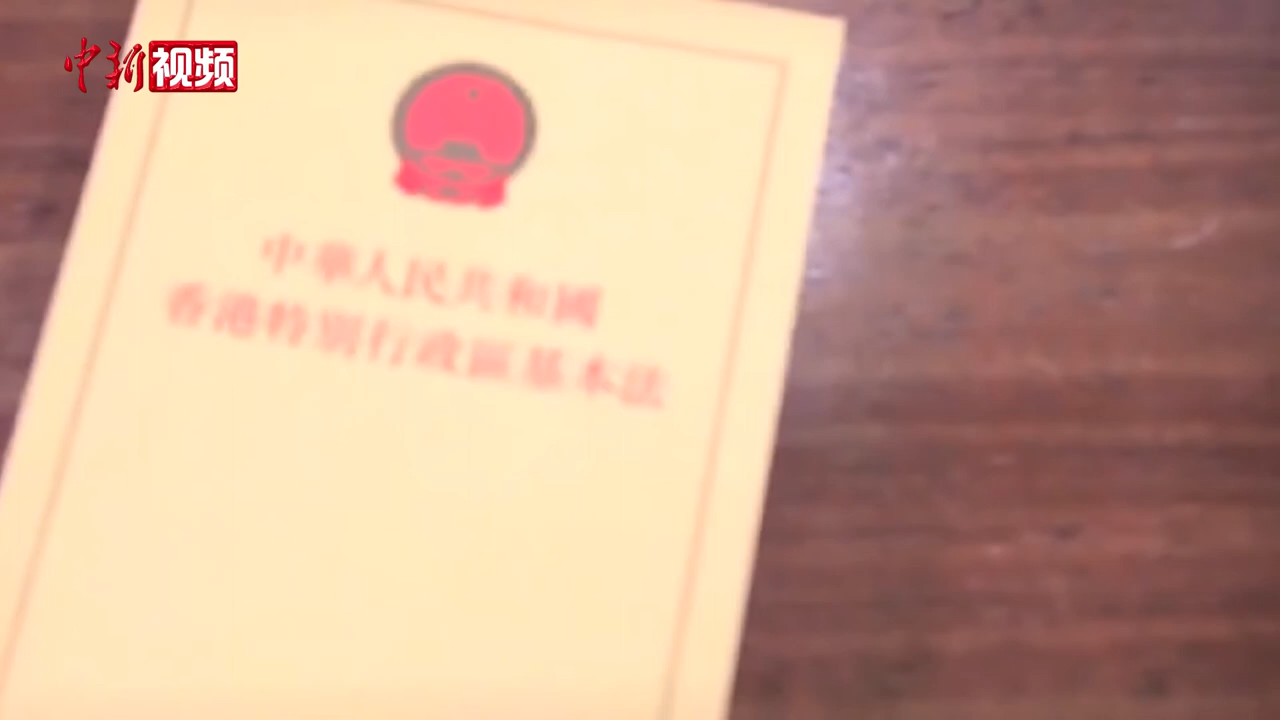 中新视频
中華人民共和國
香港特別行政區基本法